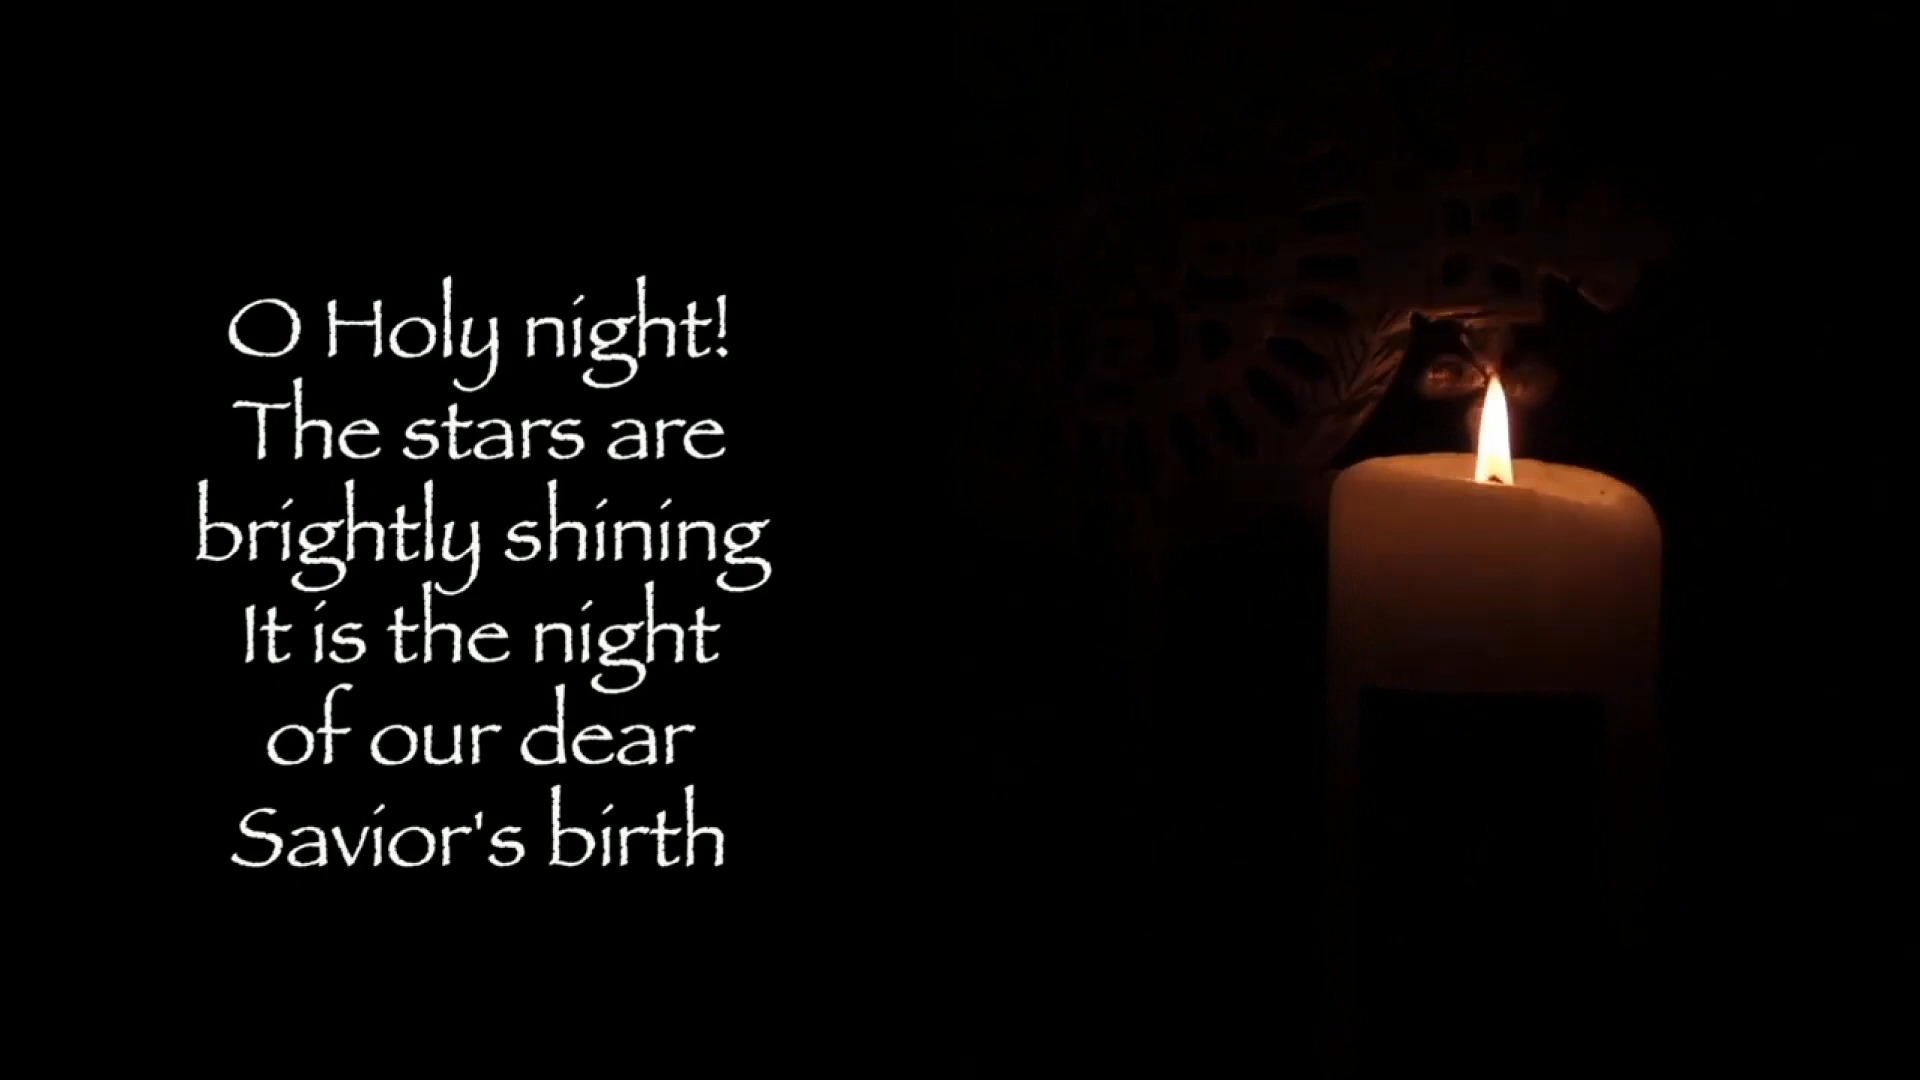 O Holy night!
The stars are
brightly shining
It is the night
of our dear
Savior's birth